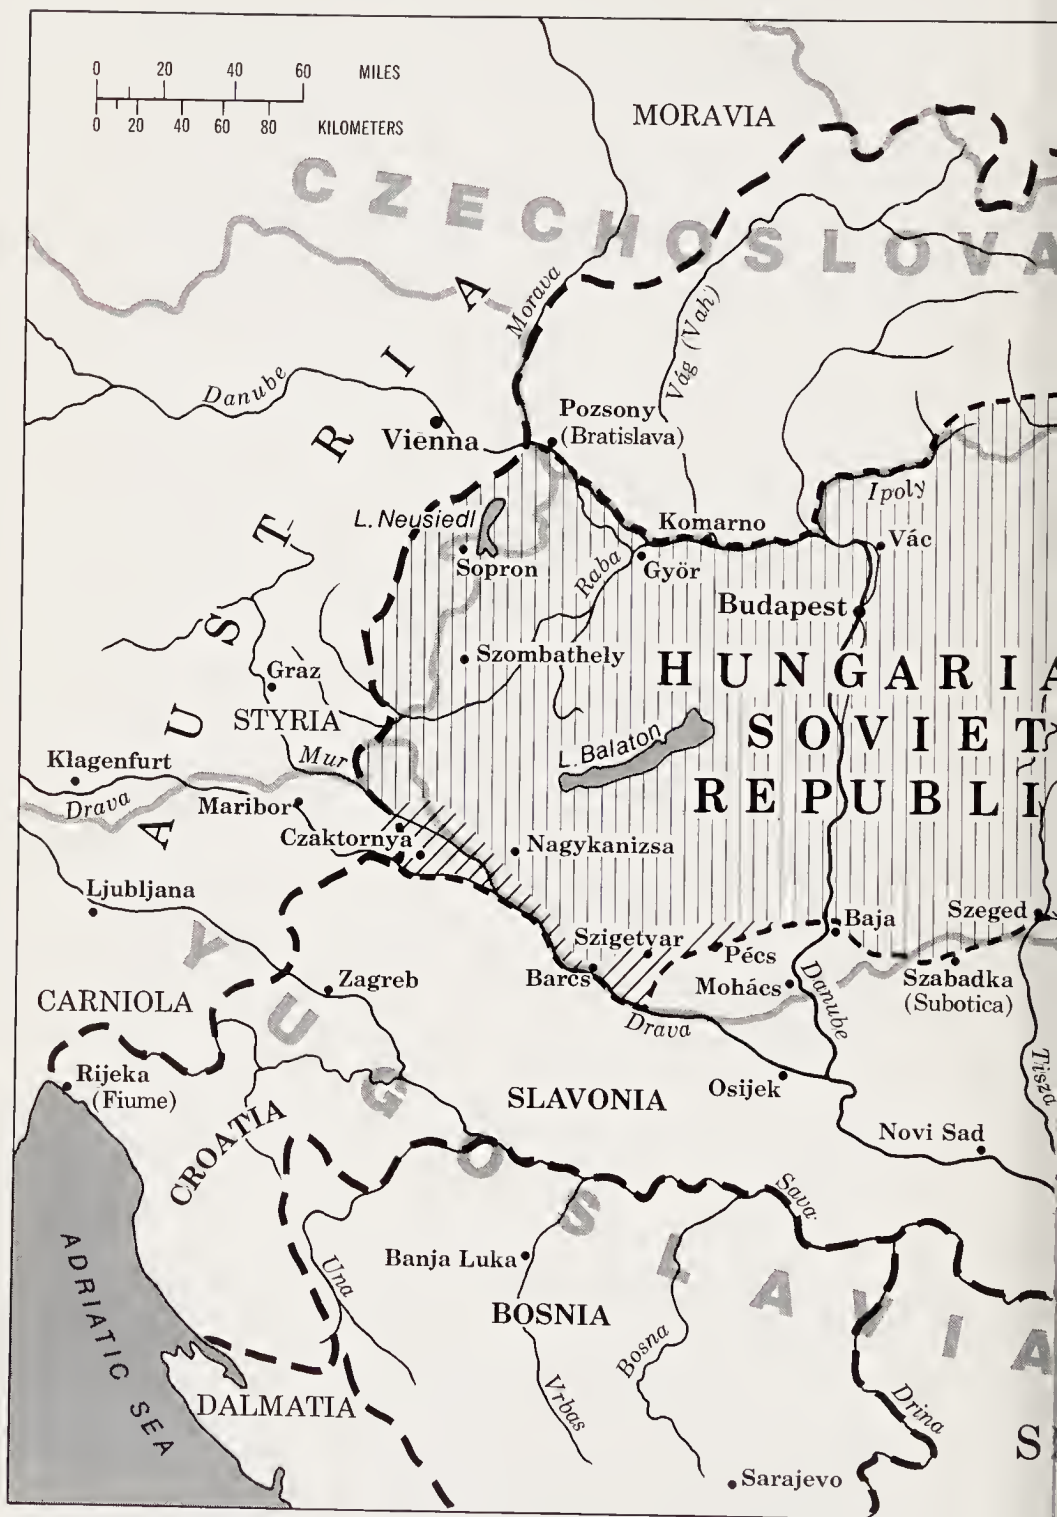 0 20 40 60 MILES
0 20 40 60 80 KILOMETERS
MORAVIA
CZECHOSLOVA
AUSTRIA
Morava
Vág (Vah)
Danube
Vienna
Pozsony
(Bratislava)
Ipoly
L. Neusiedl
Komarno
Vác
Sopron
Raba
Györ
Budapest
Szombathely
HUNGARIA
SOVIET
REPUBLI
Graz
STYRIA
Mur
L. Balaton
Klagenfurt
Drava
Maribor
Czaktornya
Nagykanizsa
Ljubljana
Baja
Szeged
Szigetvar
Pécs
Barcs
Mohács
Szabadka
(Subotica)
Danube
Drava
Zagreb
CARNIOLA
YUGOSLAVIA
Rijeka
(Fiume)
SLAVONIA
Osijek
Tisza
CROATIA
Novi Sad
Sava
Una
Banja Luka
BOSNIA
Bosna
Vrbas
Drina
ADRIATIC SEA
DALMATIA
S
Sarajevo